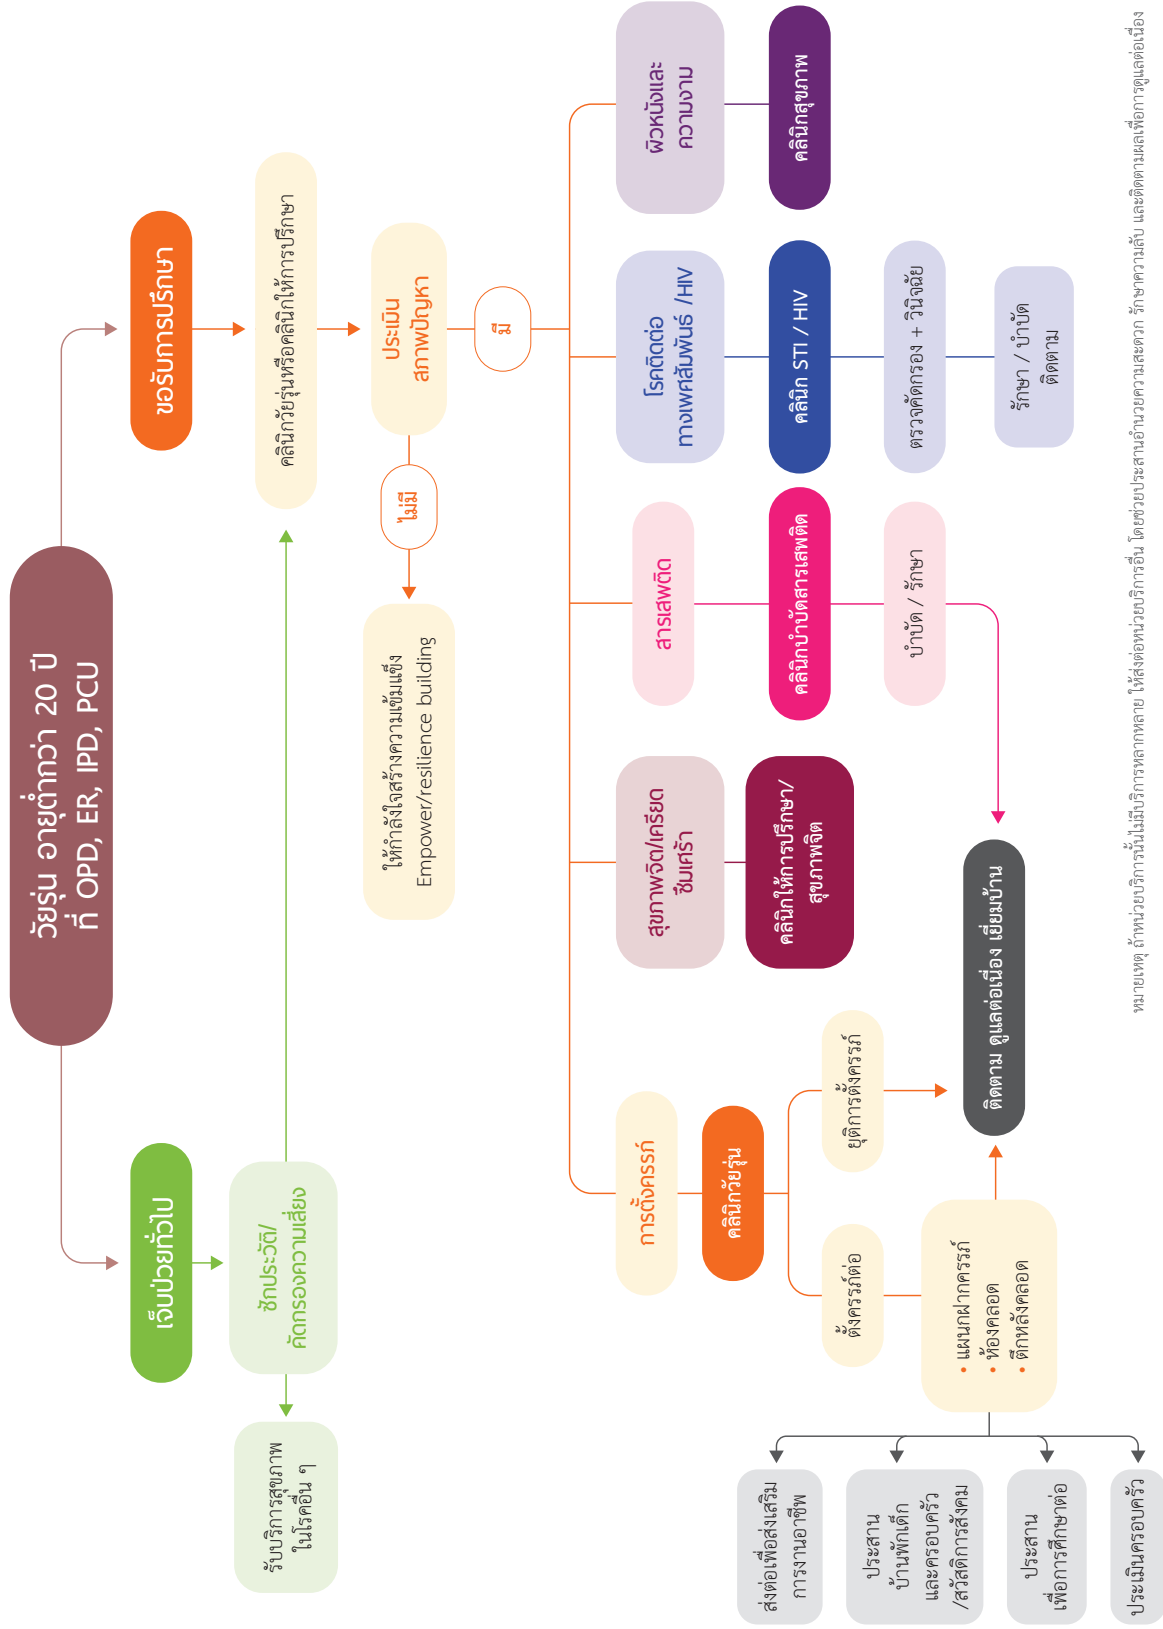 วัยรุ่น อายุต่ำกว่า 20 ปี
ที่ OPD, ER, IPD, PCU
เจ็บป่วยทั่วไป
ขอรับการปรึกษา
ซักประวัติ/
คัดกรองความเสี่ยง
คลินิกวัยรุ่นหรือคลินิกให้การปรึกษา
รับบริการสุขภาพ
ในโรคอื่น ๆ
ประเมิน
สภาพปัญหา
ไม่มี
มี
ให้กำลังใจสร้างความเข้มแข็ง
Empower/resilience building
การตั้งครรภ์
สุขภาพจิต/เครียด
ซึมเศร้า
สารเสพติด
โรคติดต่อ
ทางเพศสัมพันธ์ /HIV
ผิวหนังและ
ความงาม
คลินิกวัยรุ่น
คลินิกให้การปรึกษา/
สุขภาพจิต
คลินิกบำบัดสารเสพติด
คลินิก STI / HIV
คลินิกสุขภาพ
ตั้งครรภ์ต่อ
ยุติการตั้งครรภ์
บำบัด / รักษา
ตรวจคัดกรอง + วินิจฉัย
• แผนกฝากครรภ์
• ห้องคลอด
• ตึกหลังคลอด
ติดตาม ดูแลต่อเนื่อง เยี่ยมบ้าน
รักษา / บำบัด
ติดตาม
ส่งต่อเพื่อส่งเสริม
การงานอาชีพ
ประสาน
บ้านพักเด็ก
และครอบครัว
/สวัสดิการสังคม
ประสาน
เพื่อการศึกษาต่อ
ประเมินครอบครัว
หมายเหตุ ถ้าหน่วยบริการนั้นไม่มีบริการหลากหลาย ให้ส่งต่อหน่วยบริการอื่น โดยช่วยประสานอำนวยความสะดวก รักษาความลับ และติดตามผลเพื่อการดูแลต่อเนื่อง